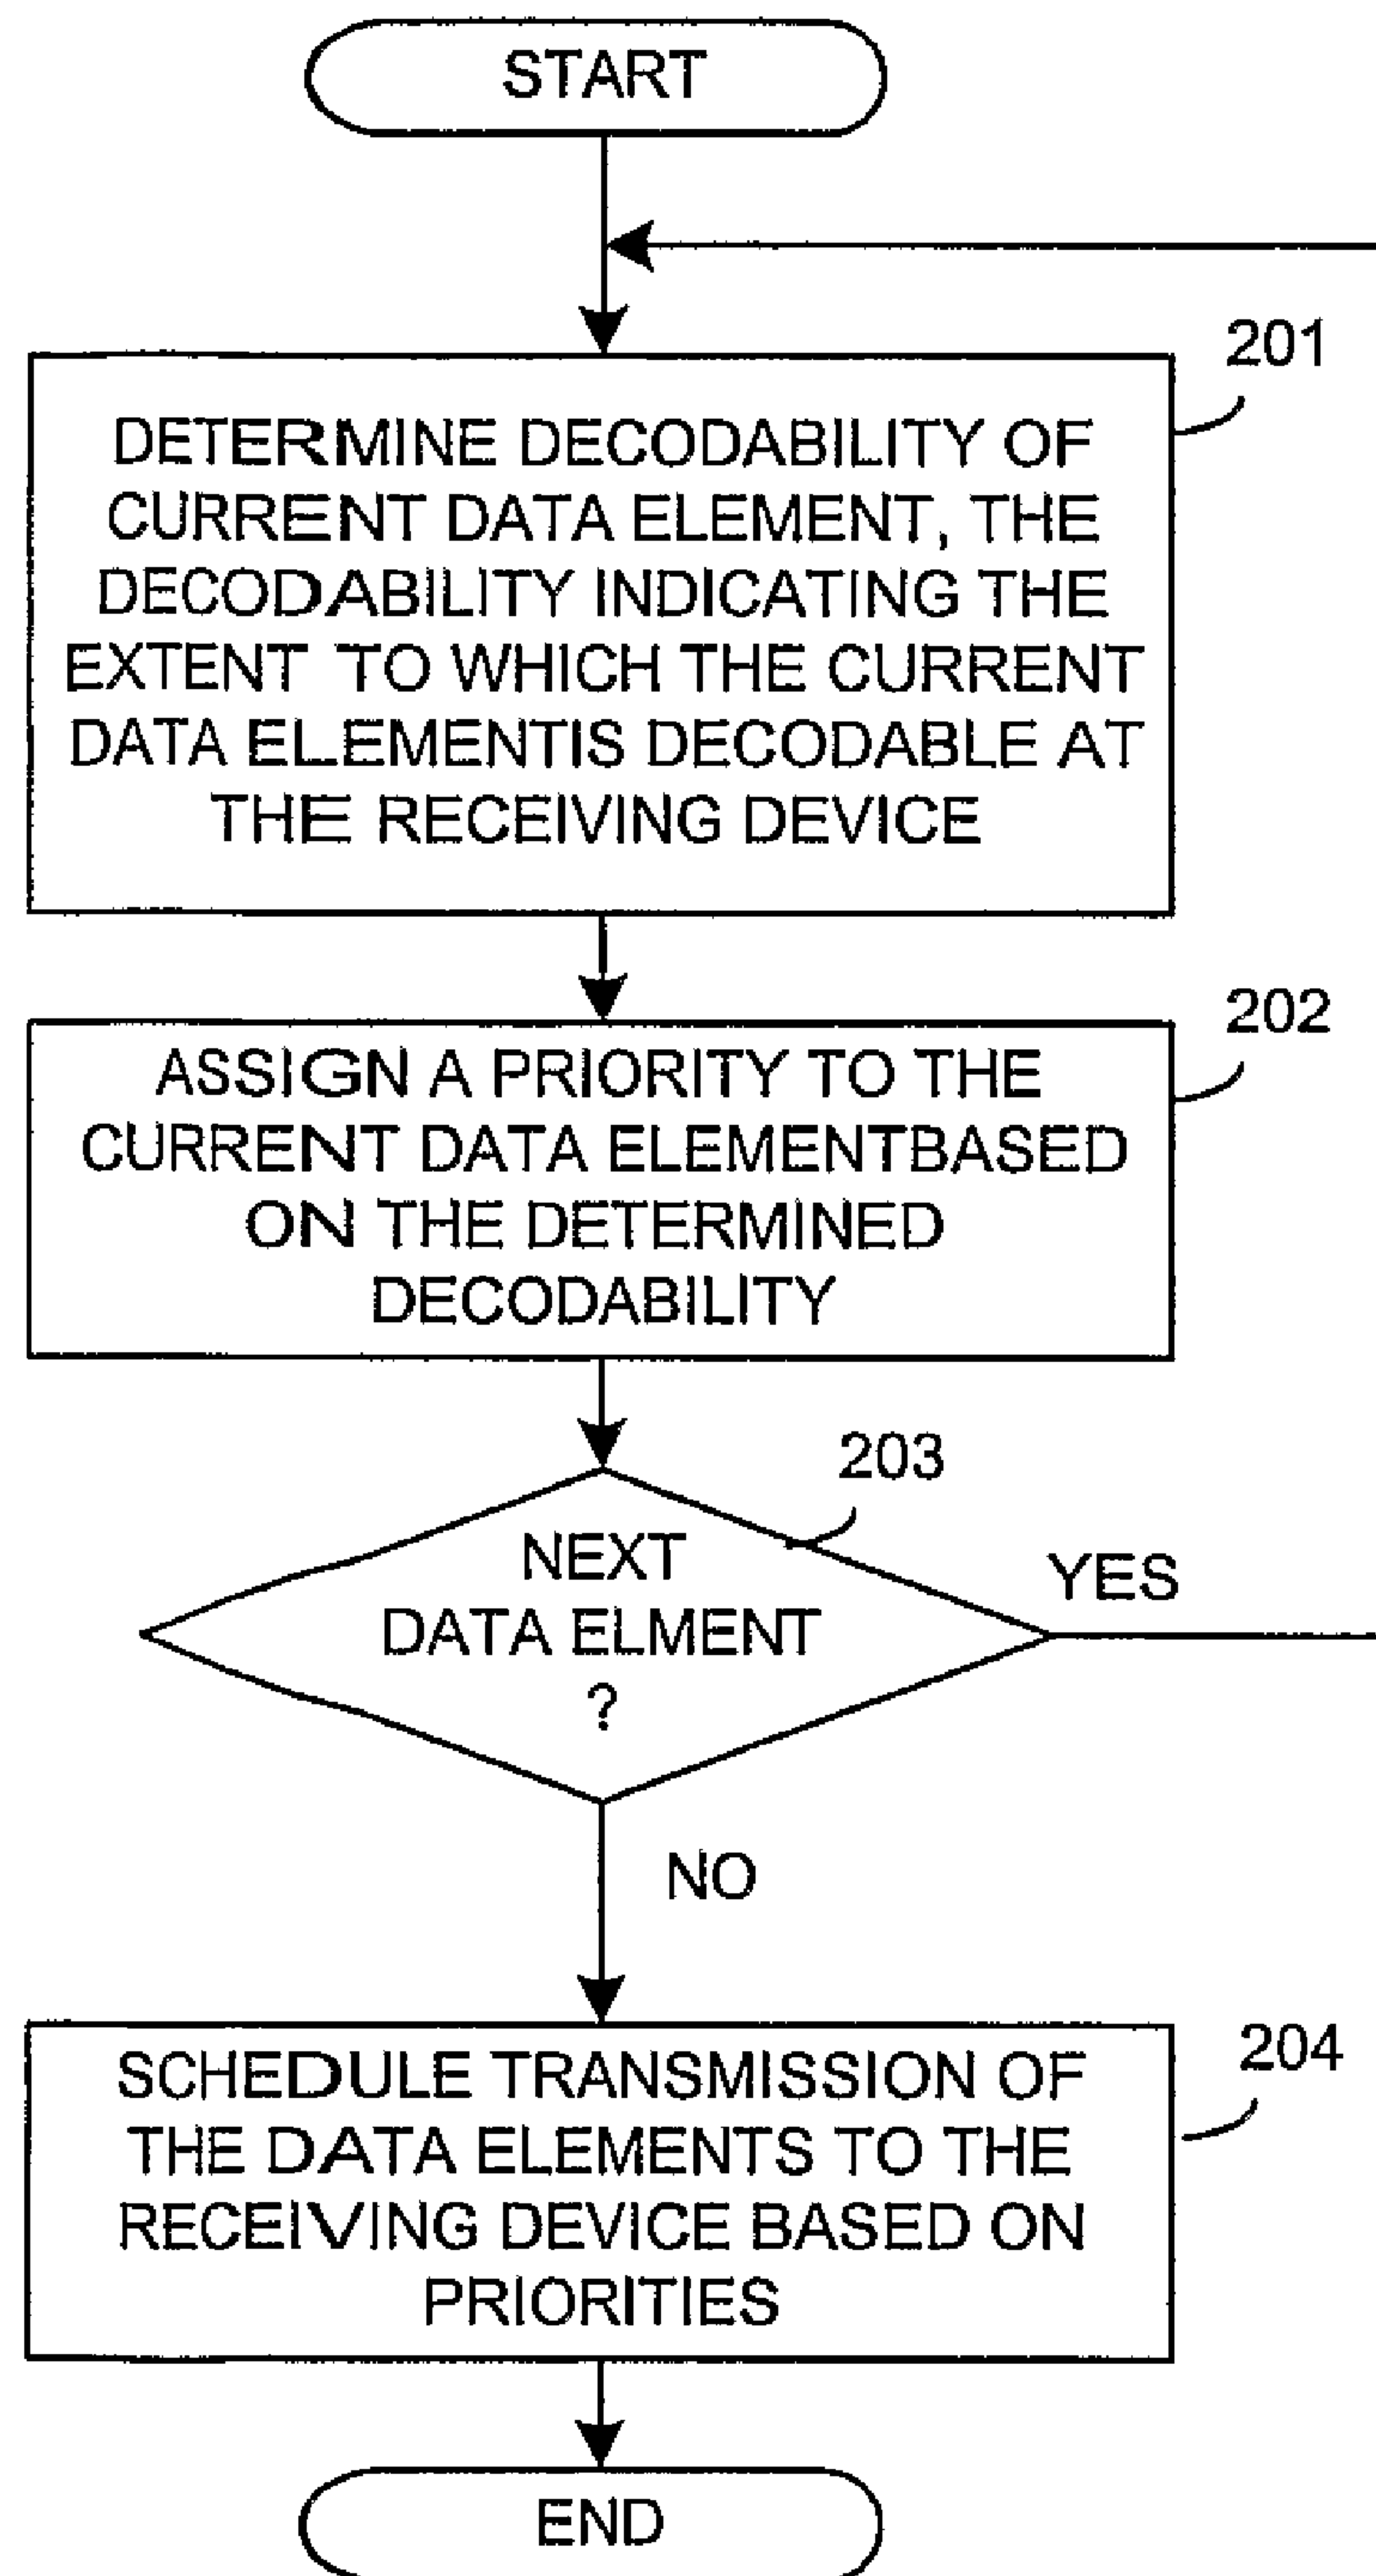 START
201
DETERMINE DECODABILITY OF
CURRENT DATA ELEMENT, THE
DECODABILITY INDICATING THE
EXTENT TO WHICH THE CURRENT
DATA ELEMENTIS DECODABLE AT
THE RECEIVING DEVICE
202
ASSIGN A PRIORITY TO THE
CURRENT DATA ELEMENTBASED
ON THE DETERMINED
DECODABILITY
203
NEXT
DATA ELMENT
?
YES
NO
204
SCHEDULE TRANSMISSION OF
THE DATA ELEMENTS TO THE
RECEIVING DEVICE BASED ON
PRIORITIES
END